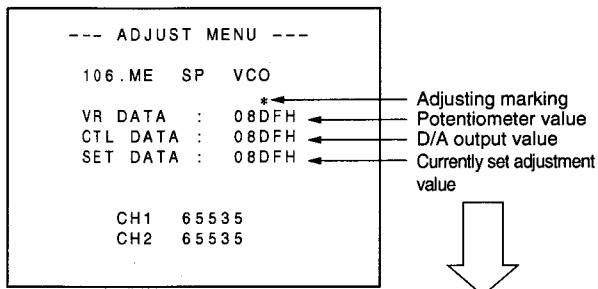 --- ADJUST MENU ---
106.ME SP VCO
*
Adjusting marking
VR DATA : 08DFH
Potentiometer value
CTL DATA : 08DFH
D/A output value
SET DATA : 08DFH
Currently set adjustment
value
CH1 65535
CH2 65535